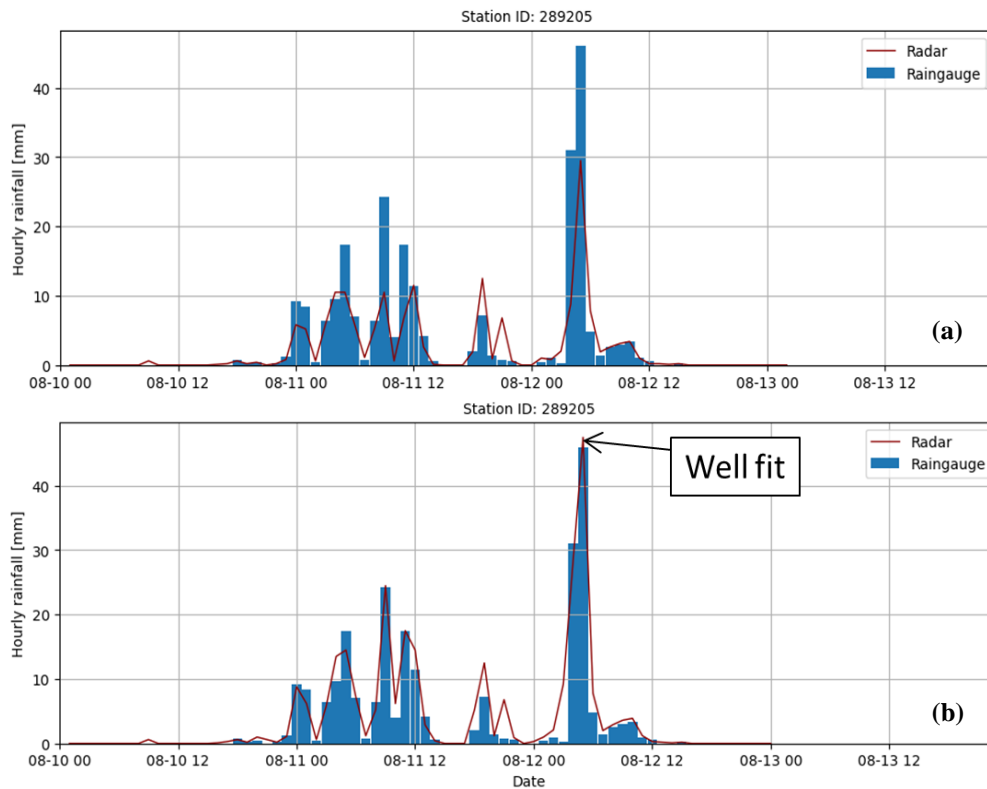 Station ID: 289205
Radar
Raingauge
Hourly rainfall [mm]
40
30
20
10
0
(a)
08-10 00 08-10 12 08-11 00 08-11 12 08-12 00 08-12 12 08-13 00 08-13 12
Station ID: 289205
Radar
Raingauge
Well fit
Hourly rainfall [mm]
40
30
20
10
0
(b)
08-10 00 08-10 12 08-11 00 08-11 12 08-12 00 08-12 12 08-13 00 08-13 12
Date